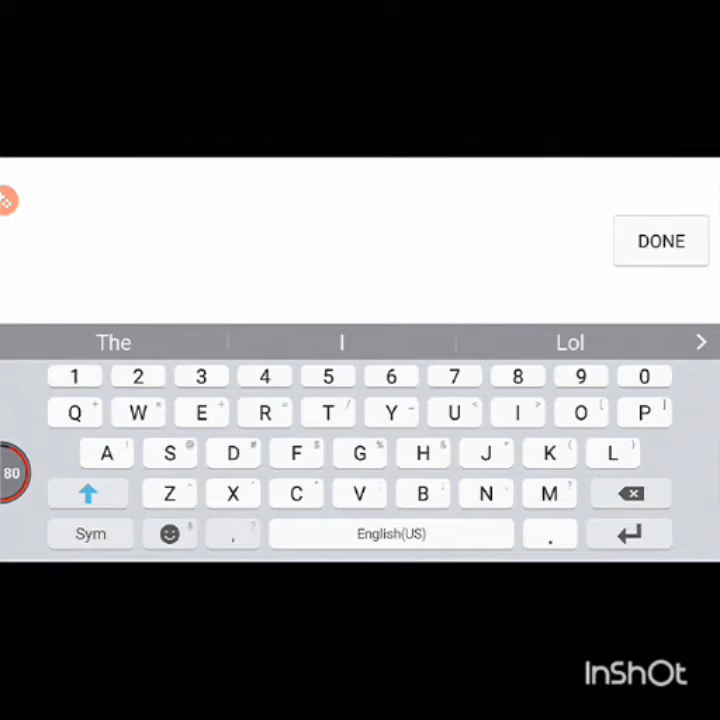 DONE
The I Lol >
1 2 3 4 5 6 7 8 9 0
Q W E R T Y U I O P
A S D F G H J K L
Z X C V B N M
Sym , English(US) .
80
InShOt